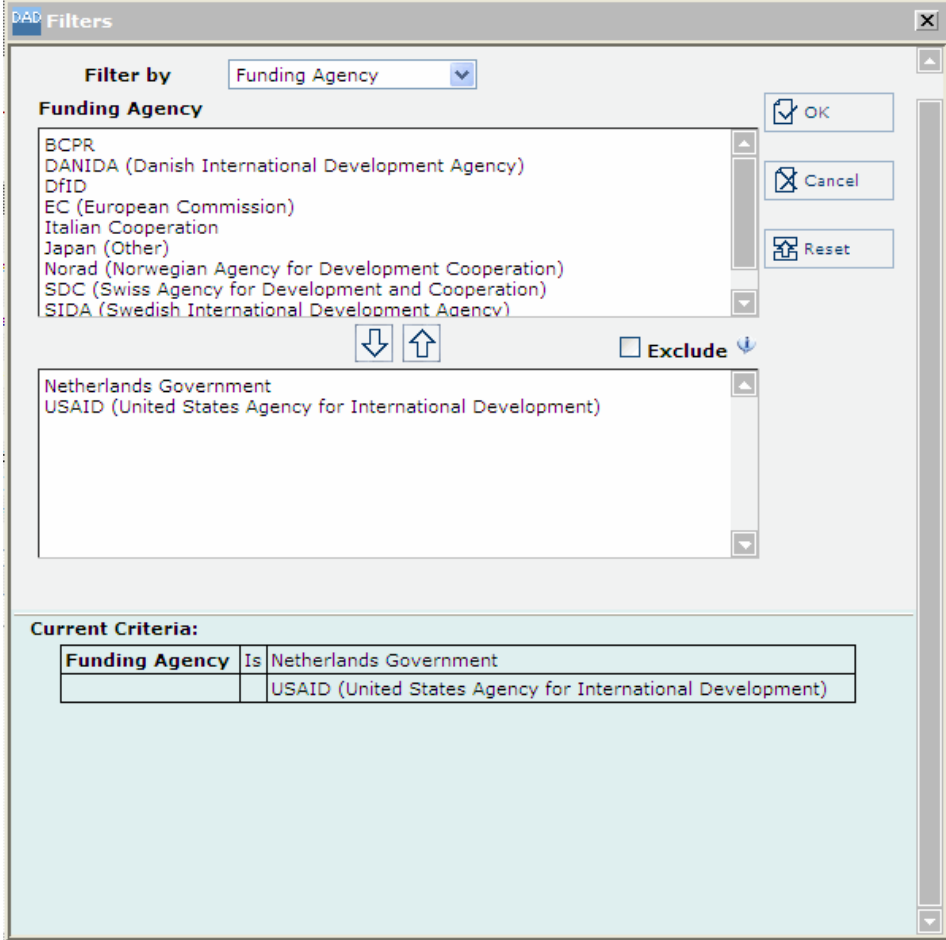 DAD Filters
Filter by Funding Agency
Funding Agency
OK
BCPR
DANIDA (Danish International Development Agency)
DfID
Cancel
EC (European Commission)
Italian Cooperation
Japan (Other)
Reset
Norad (Norwegian Agency for Development Cooperation)
SDC (Swiss Agency for Development and Cooperation)
SIDA (Swedish International Development Agency)
Exclude
Netherlands Government
USAID (United States Agency for International Development)
Current Criteria:
Funding Agency Is Netherlands Government
USAID (United States Agency for International Development)